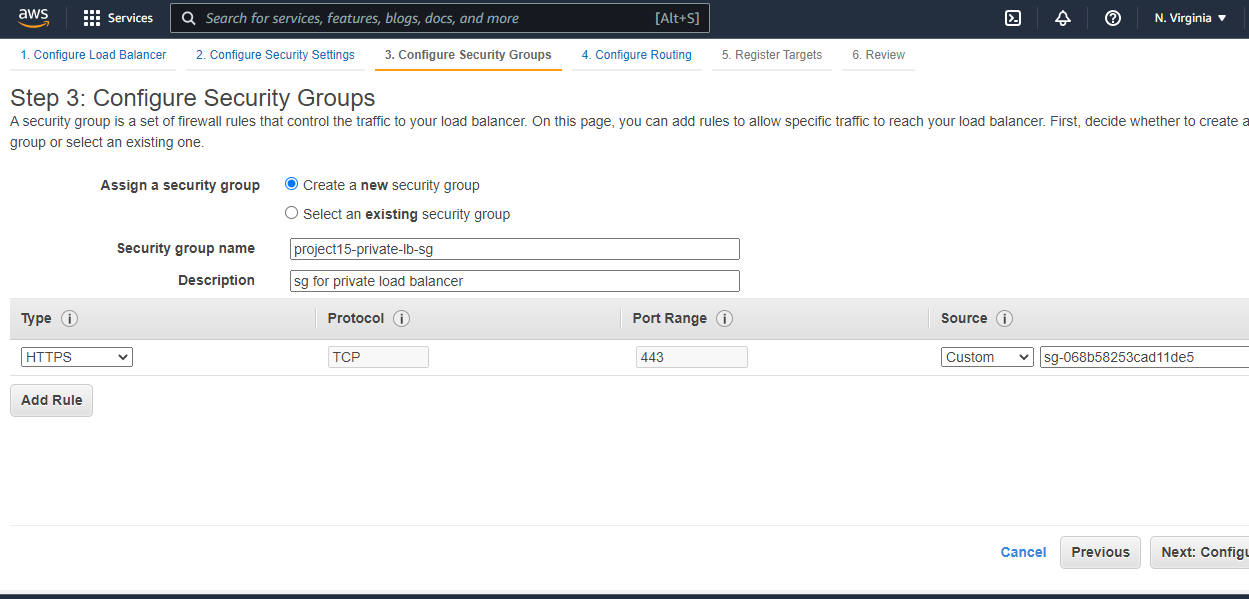 aws Services Search for services, features, blogs, docs, and more [Alt+S] N. Virginia ▼
1. Configure Load Balancer 2. Configure Security Settings 3. Configure Security Groups 4. Configure Routing 5. Register Targets 6. Review
Step 3: Configure Security Groups
A security group is a set of firewall rules that control the traffic to your load balancer. On this page, you can add rules to allow specific traffic to reach your load balancer. First, decide whether to create a
group or select an existing one.
Assign a security group Create a new security group
Select an existing security group
Security group name project15-private-lb-sg
Description sg for private load balancer
Type i Protocol i Port Range i Source i
HTTPS TCP 443 Custom sg-068b58253cad11de5
Add Rule
Cancel Previous Next: Configu